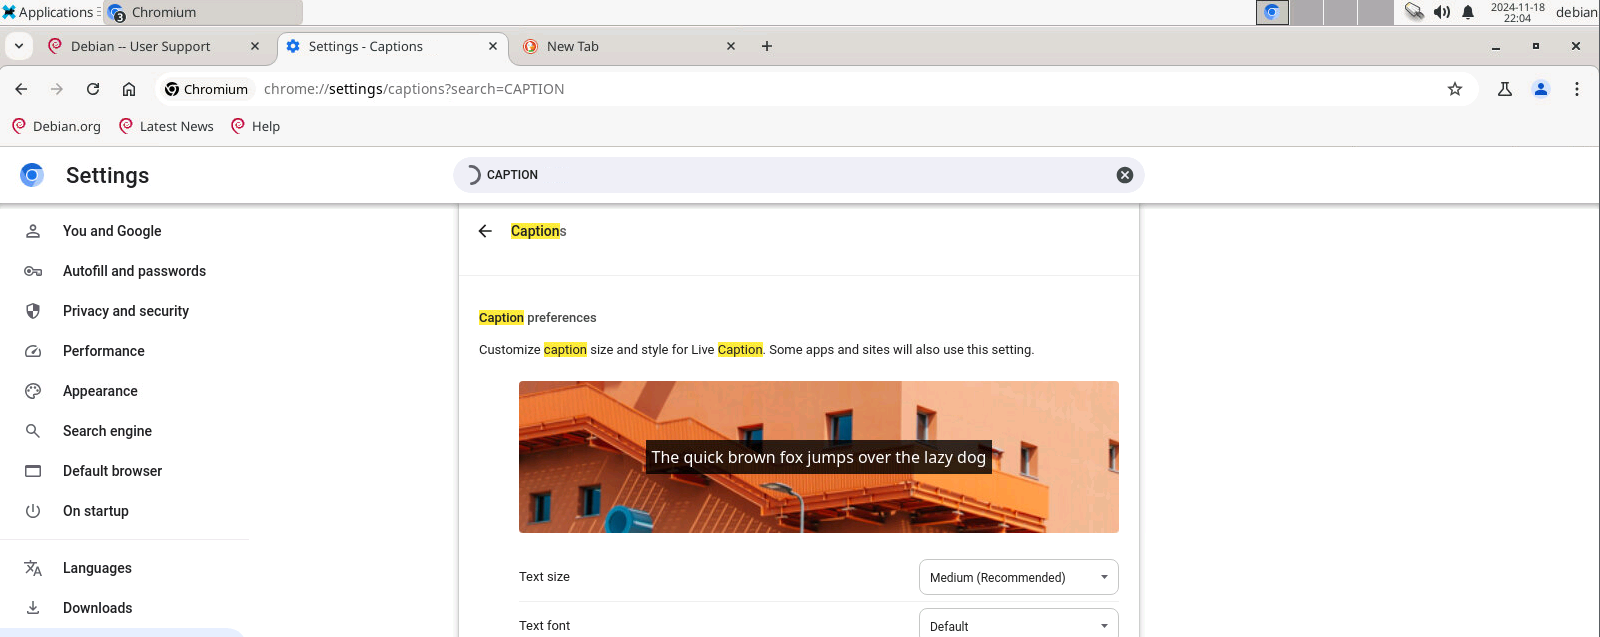 Applications
3
Chromium
2024-11-18
22:04
debian
Debian -- User Support
Settings - Captions
New Tab
Chromium
chrome://settings/captions?search=CAPTION
Debian.org
Latest News
Help
Settings
CAPTION
You and Google
Autofill and passwords
Privacy and security
Performance
Appearance
Search engine
Default browser
On startup
Languages
Downloads
Captions
Caption preferences
Customize caption size and style for Live Caption. Some apps and sites will also use this setting.
The quick brown fox jumps over the lazy dog
Text size
Medium (Recommended)
Text font
Default